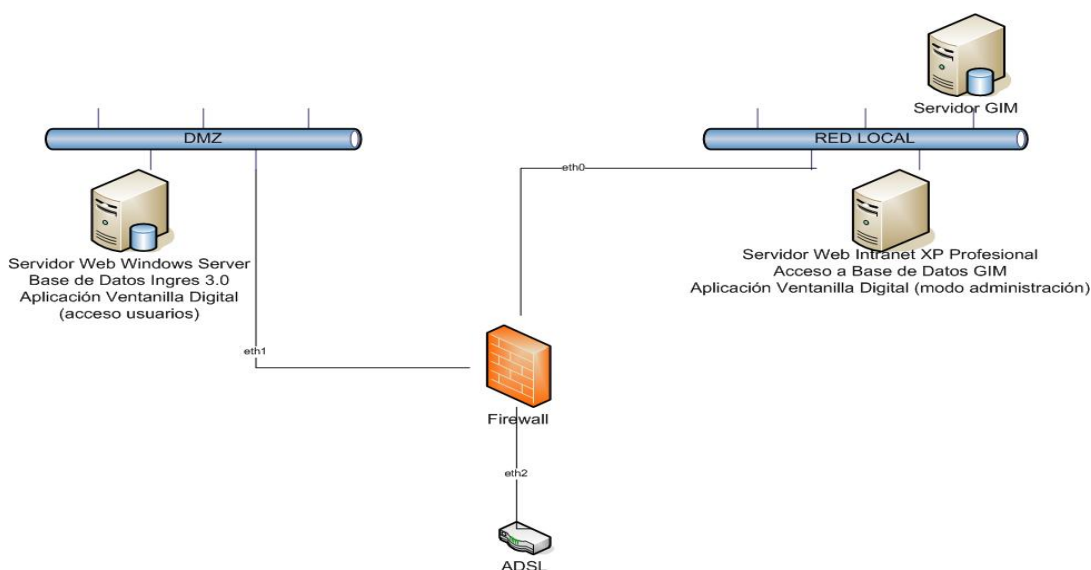 Servidor GIM
DMZ
RED LOCAL
eth0
Servidor Web Windows Server
Base de Datos Ingres 3.0
Aplicación Ventanilla Digital
(acceso usuarios)
Servidor Web Intranet XP Profesional
Acceso a Base de Datos GIM
Aplicación Ventanilla Digital (modo administración)
eth1
Firewall
eth2
ADSL